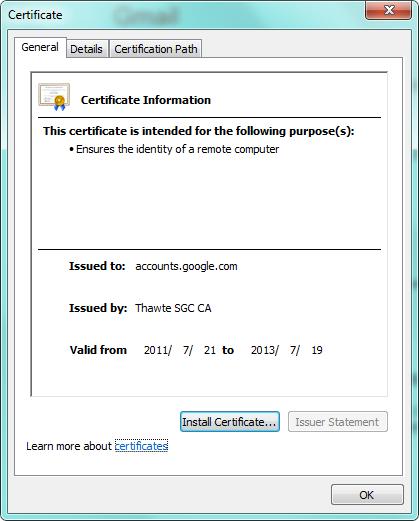 Certificate
Gmail
General Details Certification Path
Certificate Information
This certificate is intended for the following purpose(s):
• Ensures the identity of a remote computer
Issued to: accounts.google.com
Issued by: Thawte SGC CA
Valid from 2011/ 7/ 21 to 2013/ 7/ 19
Install Certificate... Issuer Statement
Learn more about certificates
OK